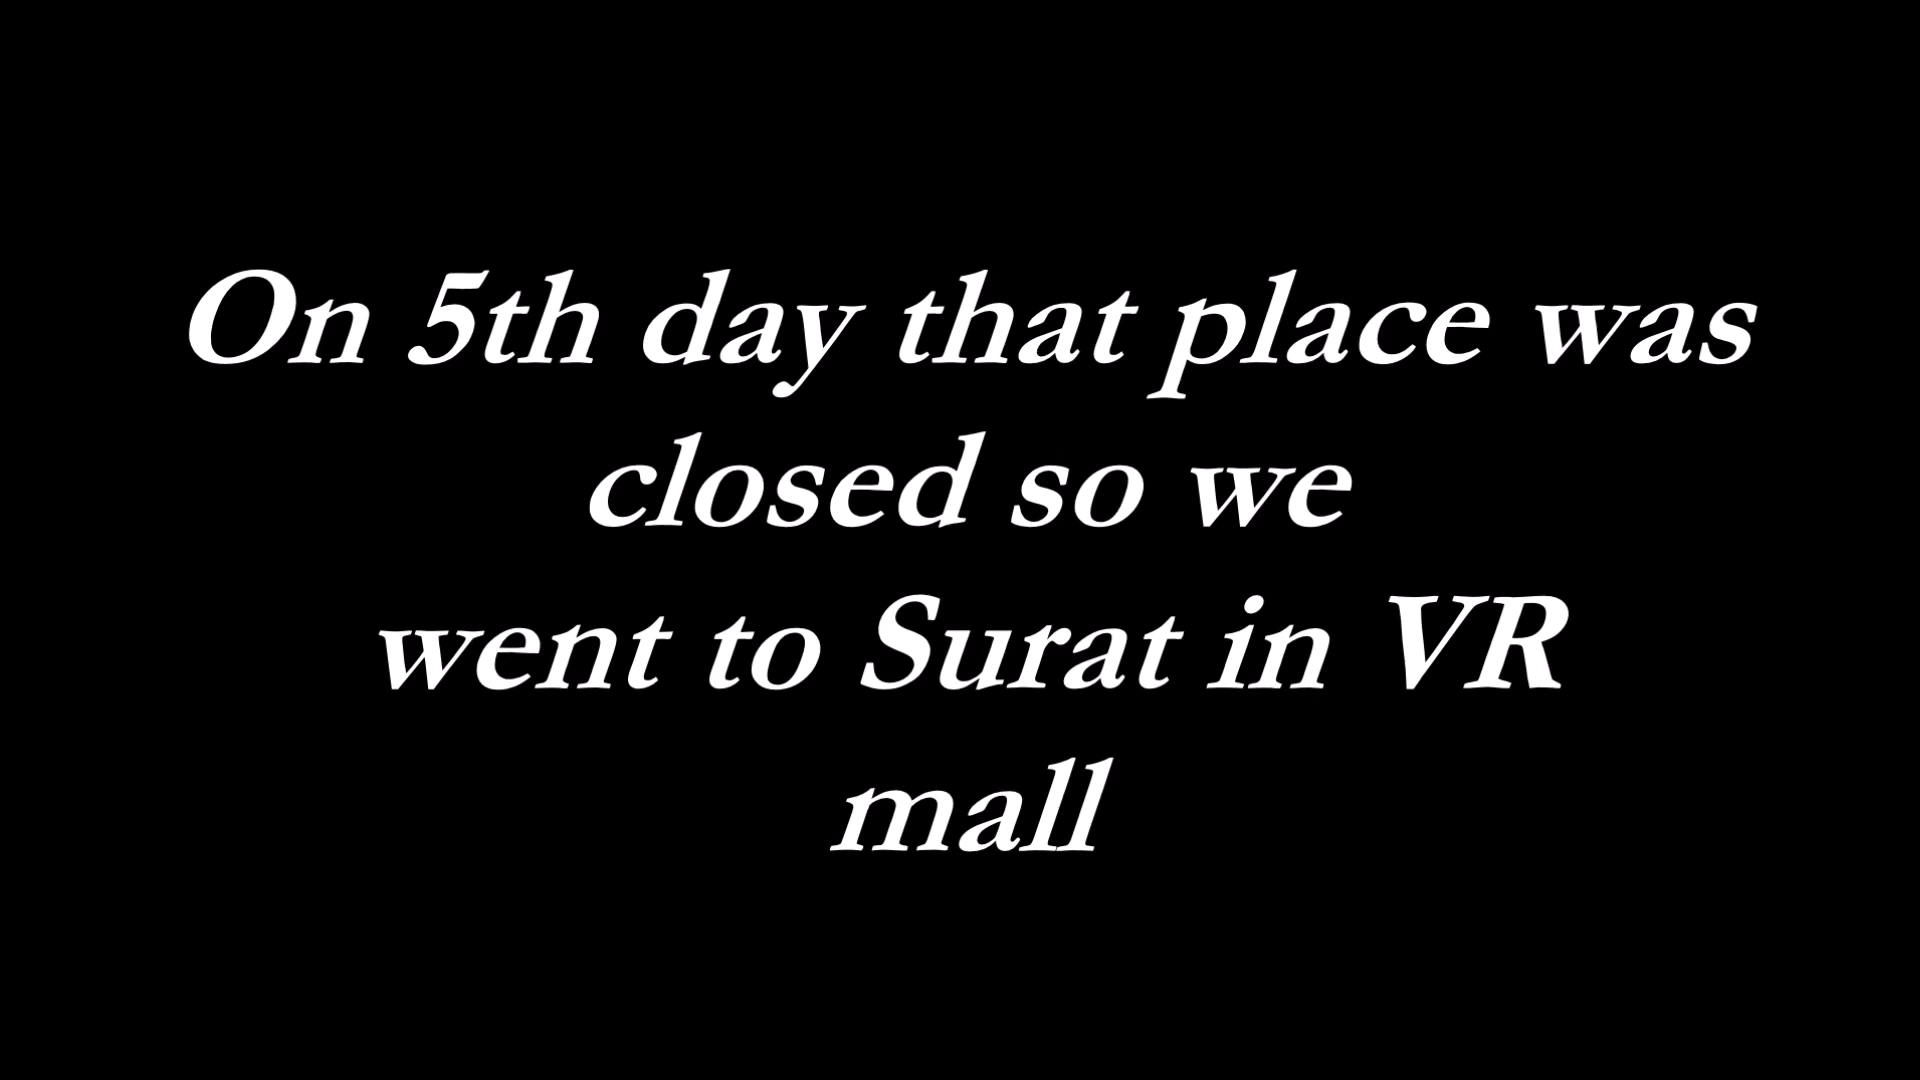 On 5th day that place was
closed so we
went to Surat in VR
mall